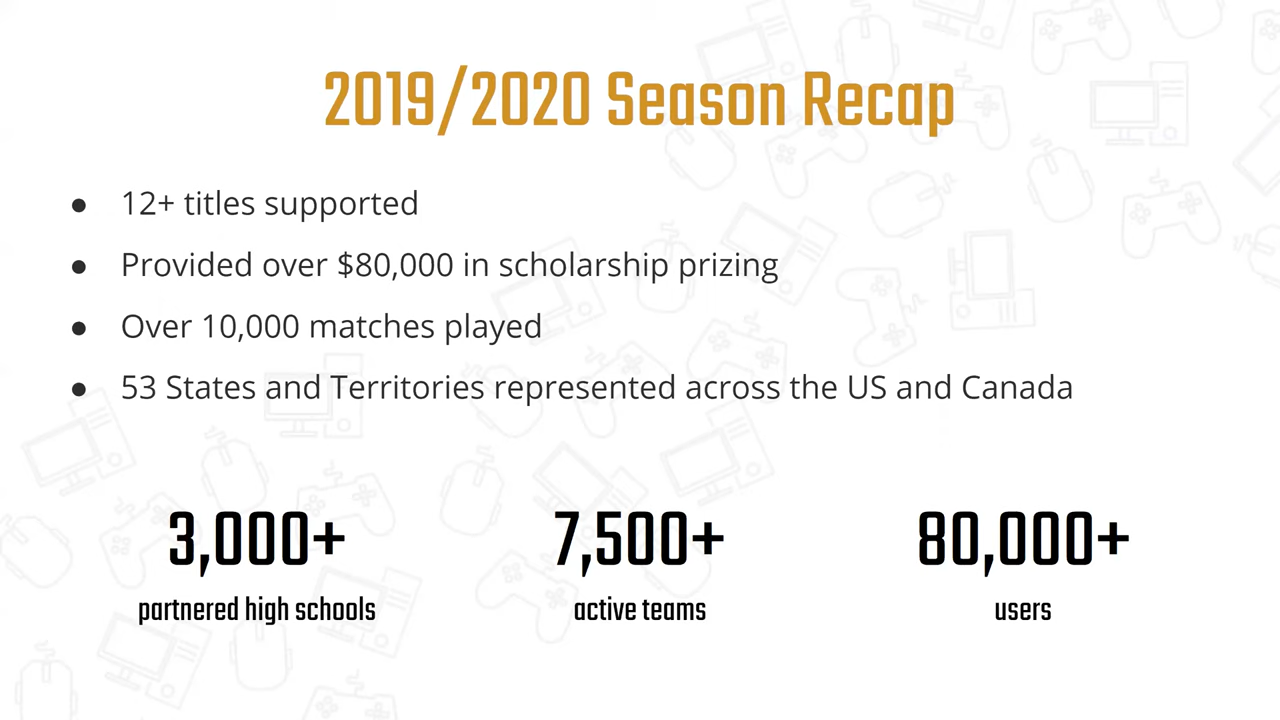 2019/2020 Season Recap
● 12+ titles supported
● Provided over $80,000 in scholarship prizing
● Over 10,000 matches played
● 53 States and Territories represented across the US and Canada
3,000+
partnered high schools
7,500+
active teams
80,000+
users